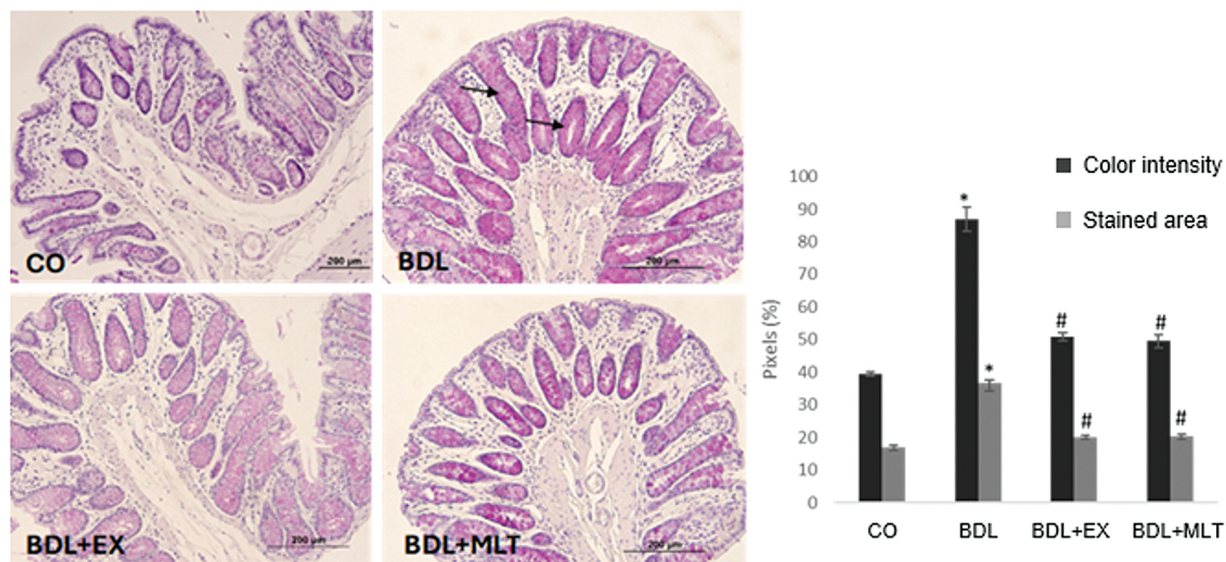 CO
200 µm
BDL
200 µm
BDL+EX
200 µm
BDL+MLT
200 µm
Color intensity
Stained area
Pixels (%)
100
90
80
70
60
50
40
30
20
10
0
*
*
#
#
#
#
CO BDL BDL+EX BDL+MLT